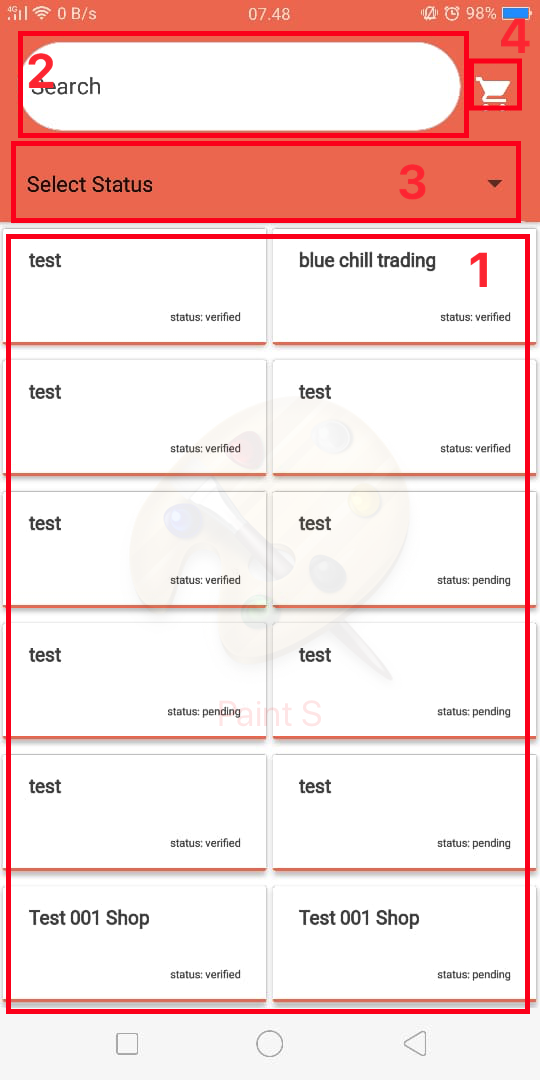 4G 0 B/s 07.48 98%
4
2
Search
Select Status 3
test
status: verified
blue chill trading 1
status: verified
test
status: verified
test
status: verified
test
status: verified
test
status: pending
test
status: pending
test
status: pending
Paint S
test
status: verified
test
status: pending
Test 001 Shop
status: verified
Test 001 Shop
status: pending